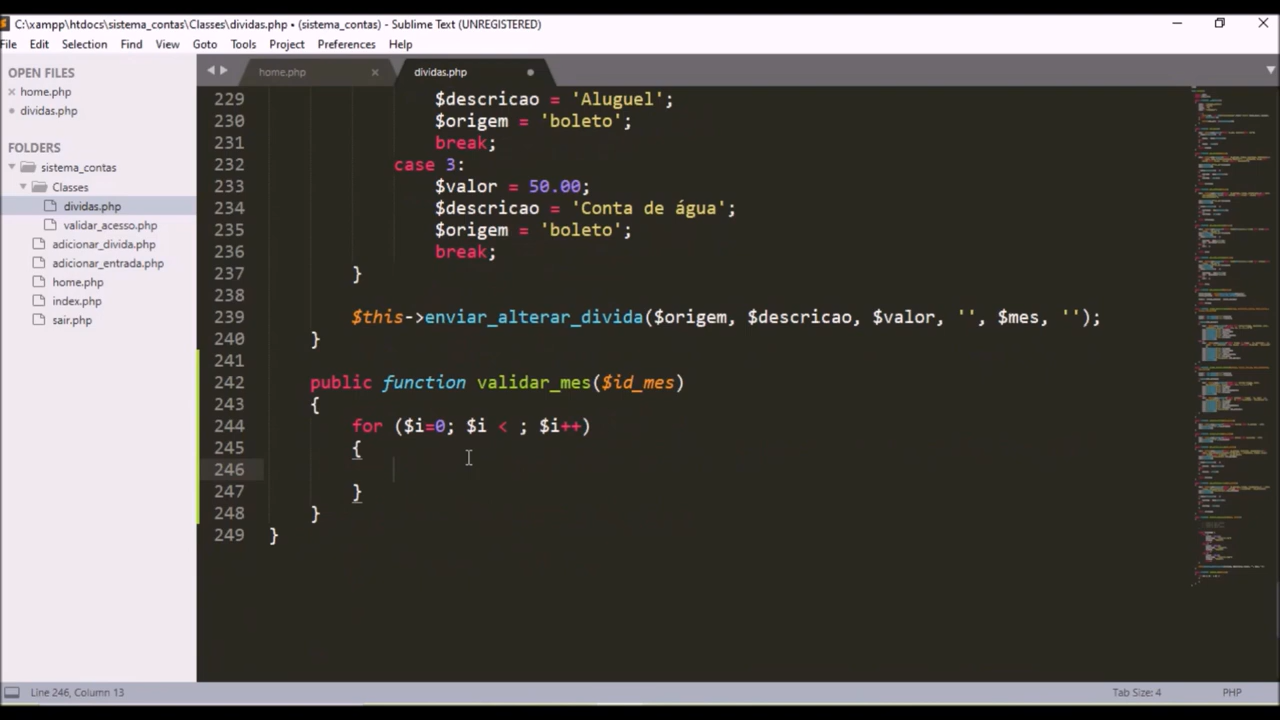 C:\xampp\htdocs\sistema_contas\Classes\dividas.php • (sistema_contas) - Sublime Text (UNREGISTERED)
File Edit Selection Find View Goto Tools Project Preferences Help
OPEN FILES
home.php
dividas.php
FOLDERS
sistema_contas
Classes
dividas.php
validar_acesso.php
adicionar_divida.php
adicionar_entrada.php
home.php
index.php
sair.php
home.php dividas.php
229 $descricao = 'Aluguel';
230 $origem = 'boleto';
231 break;
232 case 3:
233 $valor = 50.00;
234 $descricao = 'Conta de água';
235 $origem = 'boleto';
236 break;
237 }
238
239 $this->enviar_alterar_divida($origem, $descricao, $valor, '', $mes, '');
240 }
241
242 public function validar_mes($id_mes)
243 {
244 for ($i=0; $i < ; $i++)
245 {
246
247 }
248 }
249 }
Line 246, Column 13 Tab Size: 4 PHP